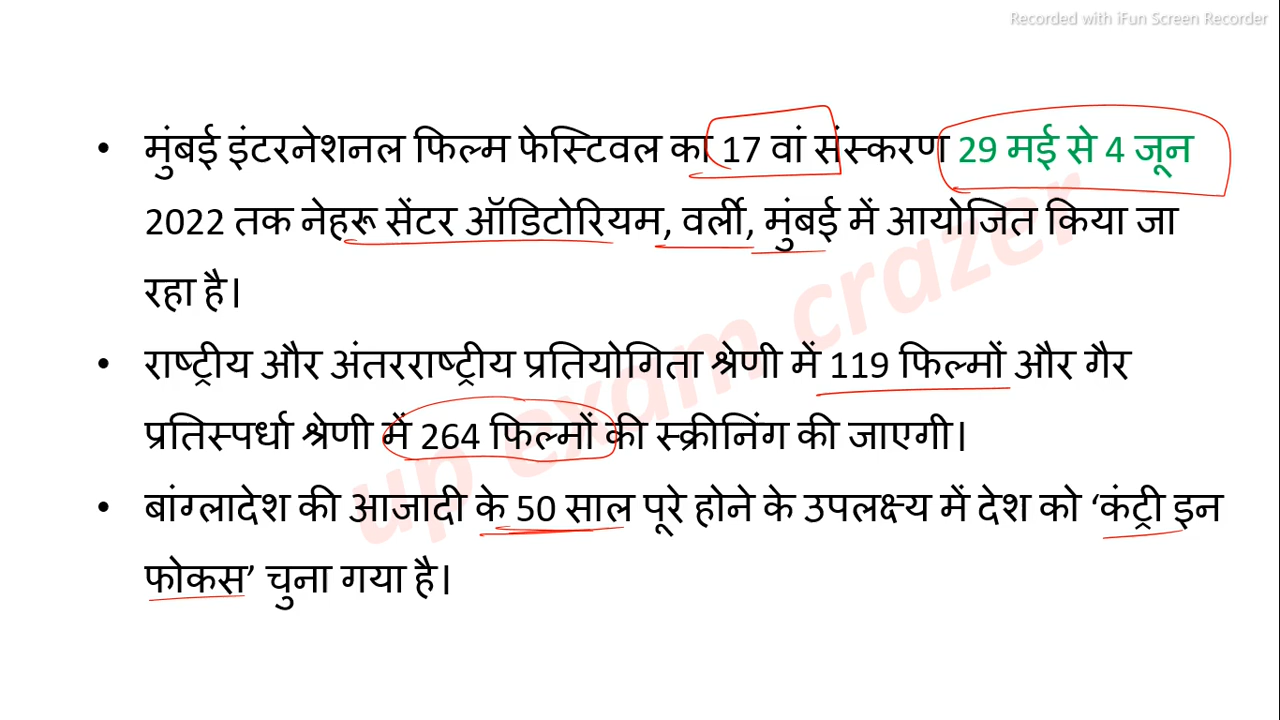 Recorded with iFun Screen Recorder
• मुंबई इंटरनेशनल फिल्म फेस्टिवल का 17 वां संस्करण 29 मई से 4 जून
2022 तक नेहरू सेंटर ऑडिटोरियम, वर्ली, मुंबई में आयोजित किया जा
रहा है।
• राष्ट्रीय और अंतरराष्ट्रीय प्रतियोगिता श्रेणी में 119 फिल्मों और गैर
प्रतिस्पर्धा श्रेणी में 264 फिल्मों की स्क्रीनिंग की जाएगी।
• बांग्लादेश की आजादी के 50 साल पूरे होने के उपलक्ष्य में देश को ‘कंट्री इन
फोकस’ चुना गया है।
up exam crazer